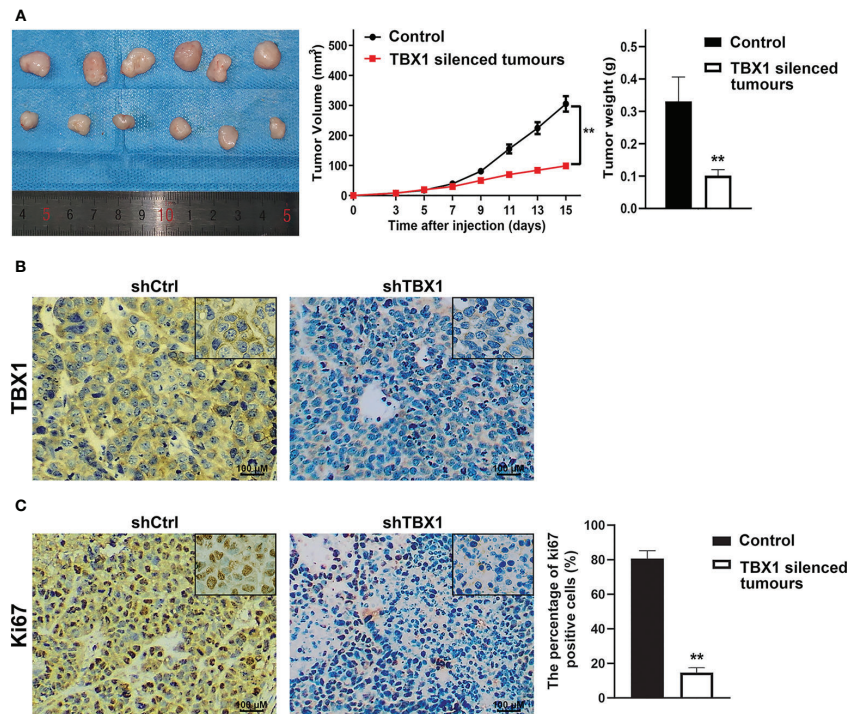 A
4 5 6 7 8 9 10 1 2 3 4 5
Tumor Volume (mm³)
500
400
300
200
100
0
Control
TBX1 silenced tumours
**
0 3 5 7 9 11 13 15
Time after injection (days)
Tumor weight (g)
0.5
0.4
0.3
0.2
0.1
0.0
Control
TBX1 silenced
tumours
**
B
shCtrl
shTBX1
TBX1
100 µM
100 µM
C
shCtrl
shTBX1
Ki67
100 µM
100 µM
The percentage of ki67
positive cells (%)
80
60
40
20
0
Control
TBX1 silenced
tumours
**